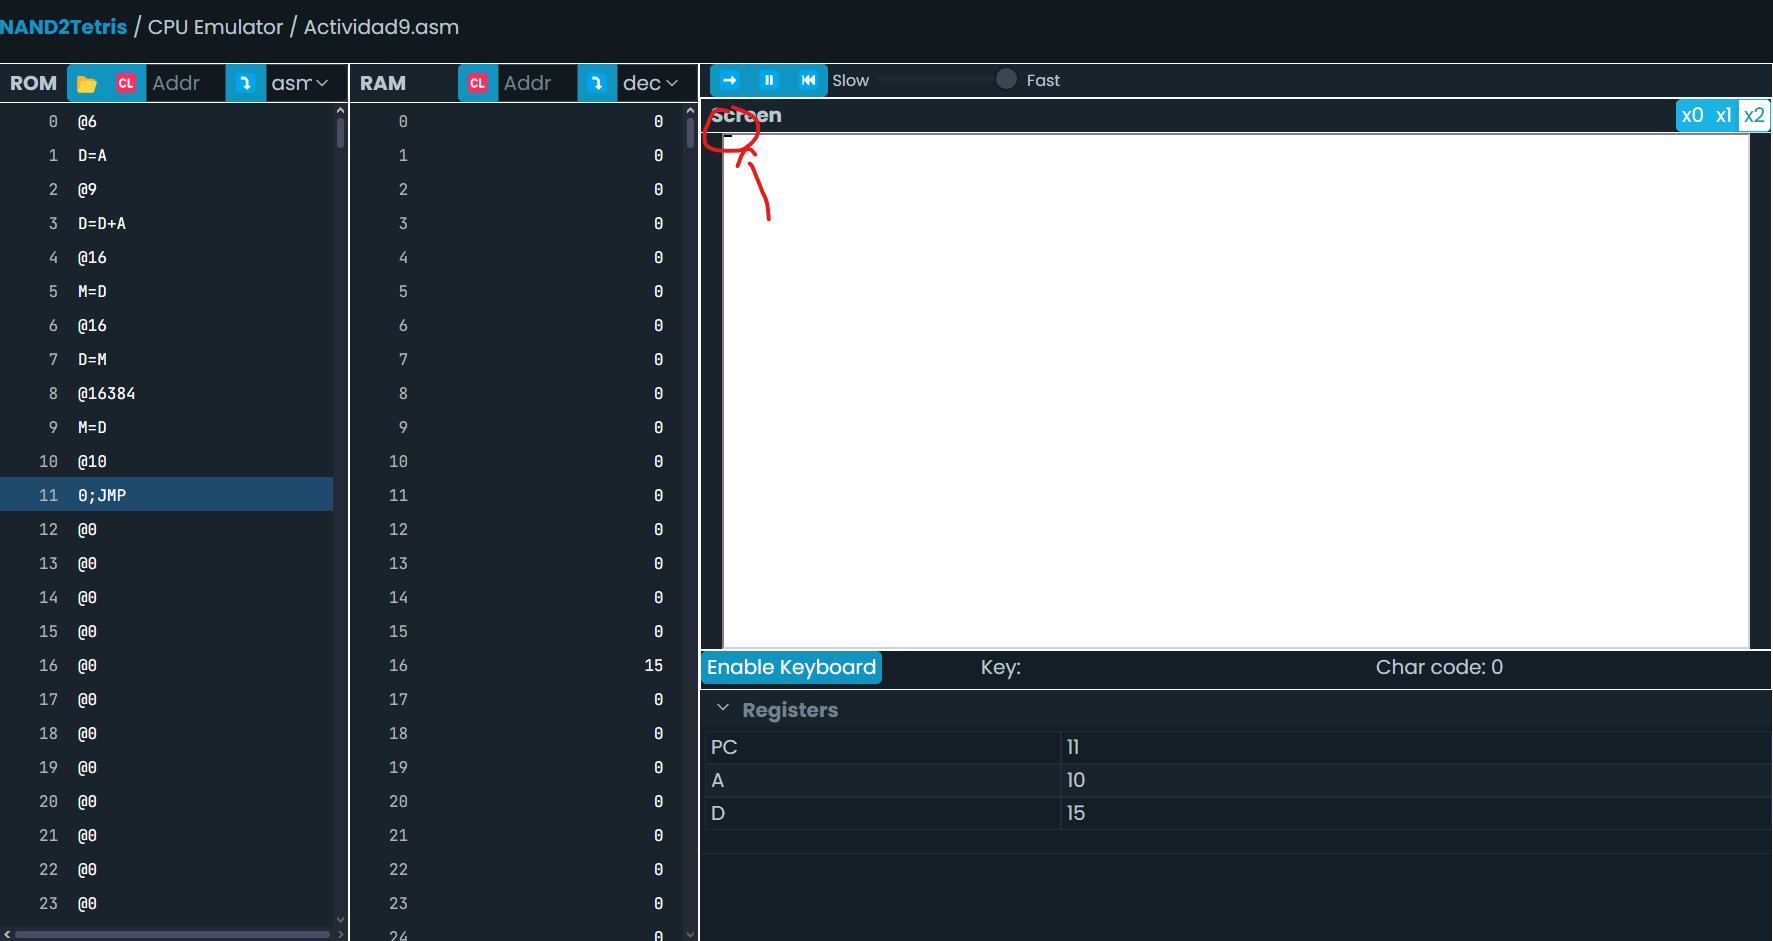 NAND2Tetris / CPU Emulator / Actividad9.asm
ROM CL Addr asm
RAM CL Addr dec
Slow Fast
Screen x0 x1 x2
0 @6
1 D=A
2 @9
3 D=D+A
4 @16
5 M=D
6 @16
7 D=M
8 @16384
9 M=D
10 @10
11 0;JMP
12 @0
13 @0
14 @0
15 @0
16 @0
17 @0
18 @0
19 @0
20 @0
21 @0
22 @0
23 @0
0 0
1 0
2 0
3 0
4 0
5 0
6 0
7 0
8 0
9 0
10 0
11 0
12 0
13 0
14 0
15 0
16 15
17 0
18 0
19 0
20 0
21 0
22 0
23 0
24 0
Enable Keyboard Key: Char code: 0
Registers
PC 11
A 10
D 15